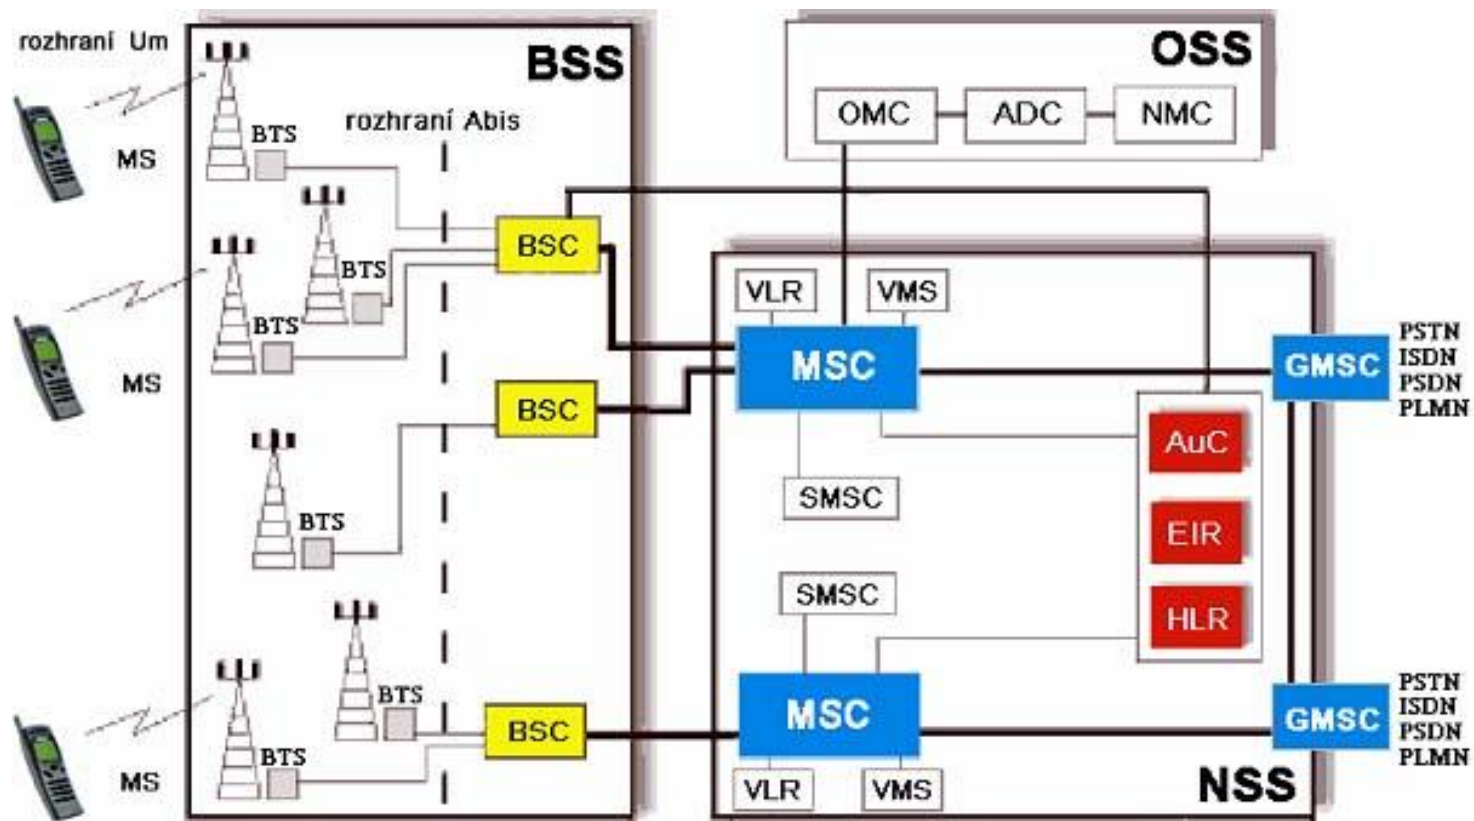 rozhraní Um
BSS
OSS
OMC
ADC
NMC
rozhraní Abis
BTS
MS
BSC
BTS
VLR
VMS
BTS
MS
MSC
GMSC
PSTN
ISDN
PSDN
PLMN
BSC
AuC
SMSC
BTS
EIR
SMSC
HLR
BTS
BSC
MSC
GMSC
PSTN
ISDN
PSDN
PLMN
BTS
MS
VLR
VMS
NSS